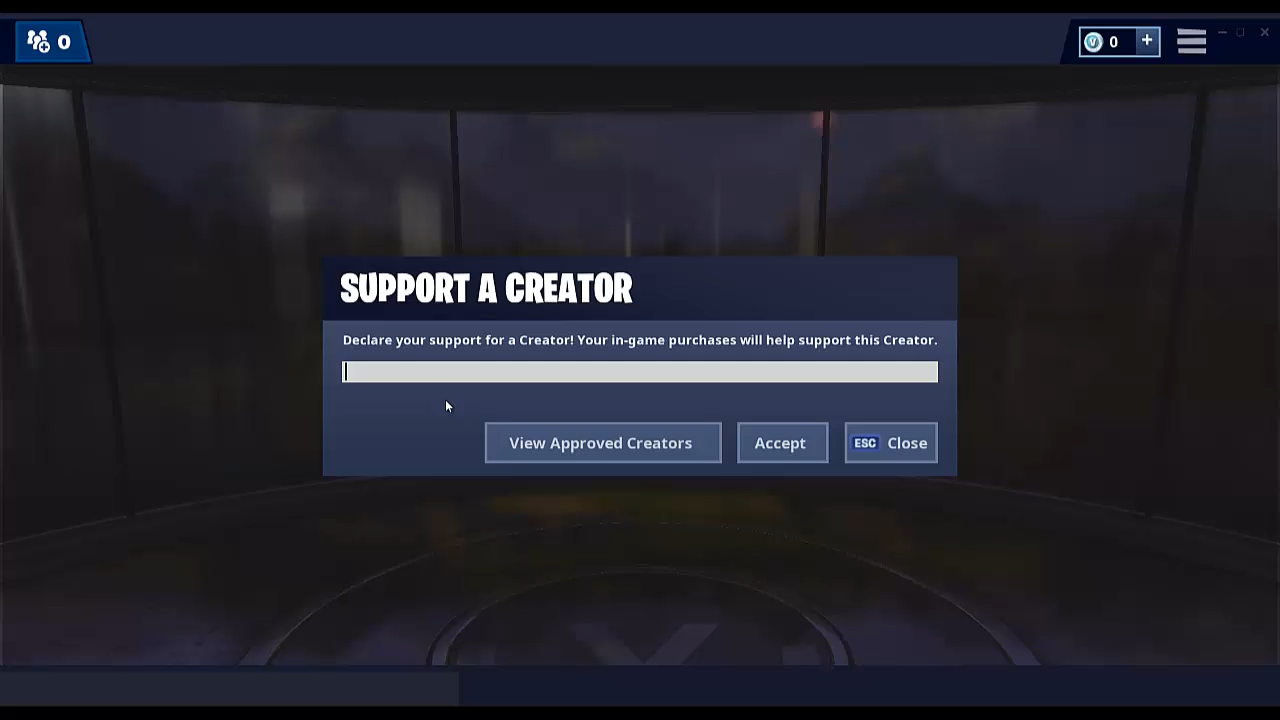 0
0 +
SUPPORT A CREATOR
Declare your support for a Creator! Your in-game purchases will help support this Creator.
View Approved Creators
Accept
ESC Close